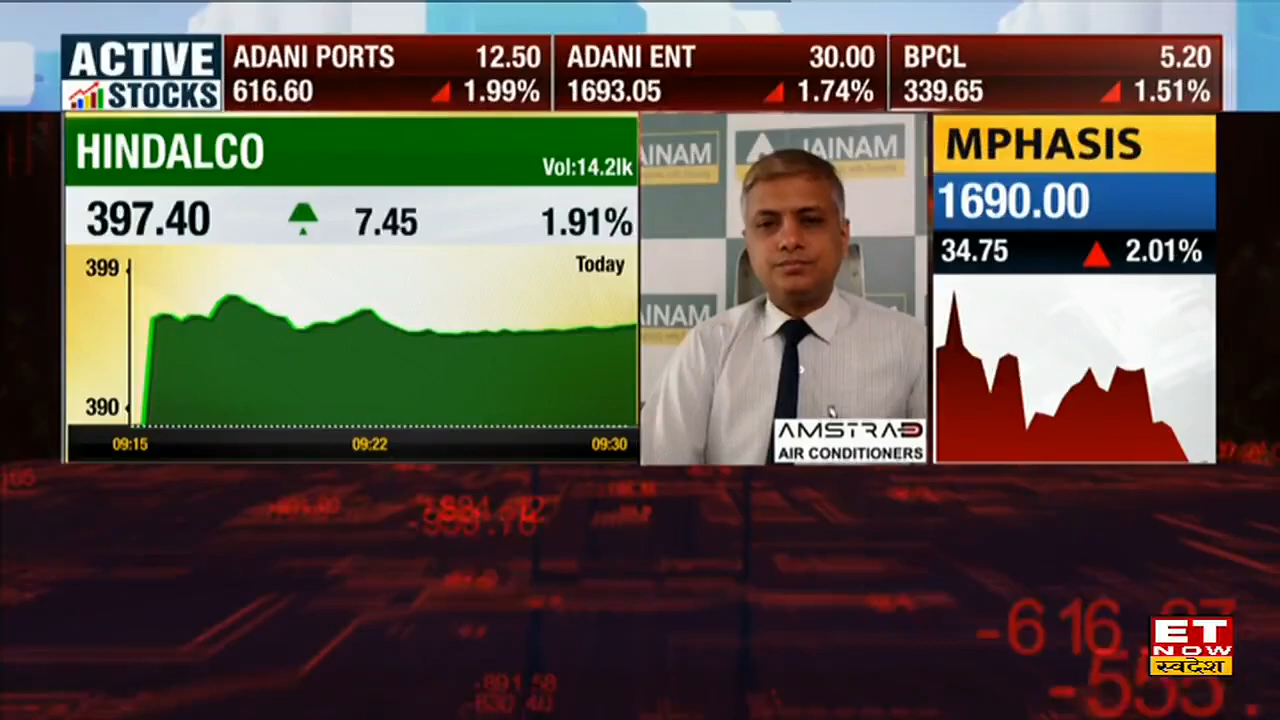 ACTIVE
STOCKS
ADANI PORTS 12.50
616.60 1.99%
ADANI ENT 30.00
1693.05 1.74%
BPCL 5.20
339.65 1.51%
HINDALCO
Vol:14.2lk
397.40 7.45 1.91%
Today
399
390
09:15 09:22 09:30
JAINAM
JAINAM
AMSTRAD
AIR CONDITIONERS
MPHASIS
1690.00
34.75 2.01%
ET
NOW
स्वदेश